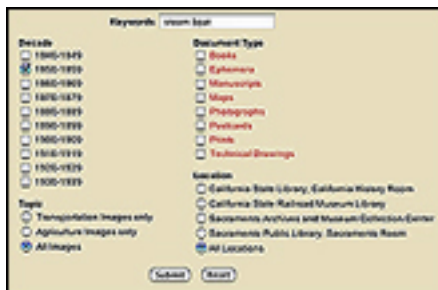 Keywords: steam boat
Decade
1850-1859
1860-1869
1870-1879
1880-1889
1890-1899
1900-1909
1910-1919
1920-1929
1930-1939
Topic
Transportation Images only
Agriculture Images only
All Images
Document Type
Books
Ephemera
Manuscripts
Maps
Photographs
Postcards
Prints
Technical Drawings
Location
California State Library, California History Room
California State Railroad Museum Library
Sacramento Archives and Museum Collection Center
Sacramento Public Library, Sacramento Room
All Locations
Submit
Reset